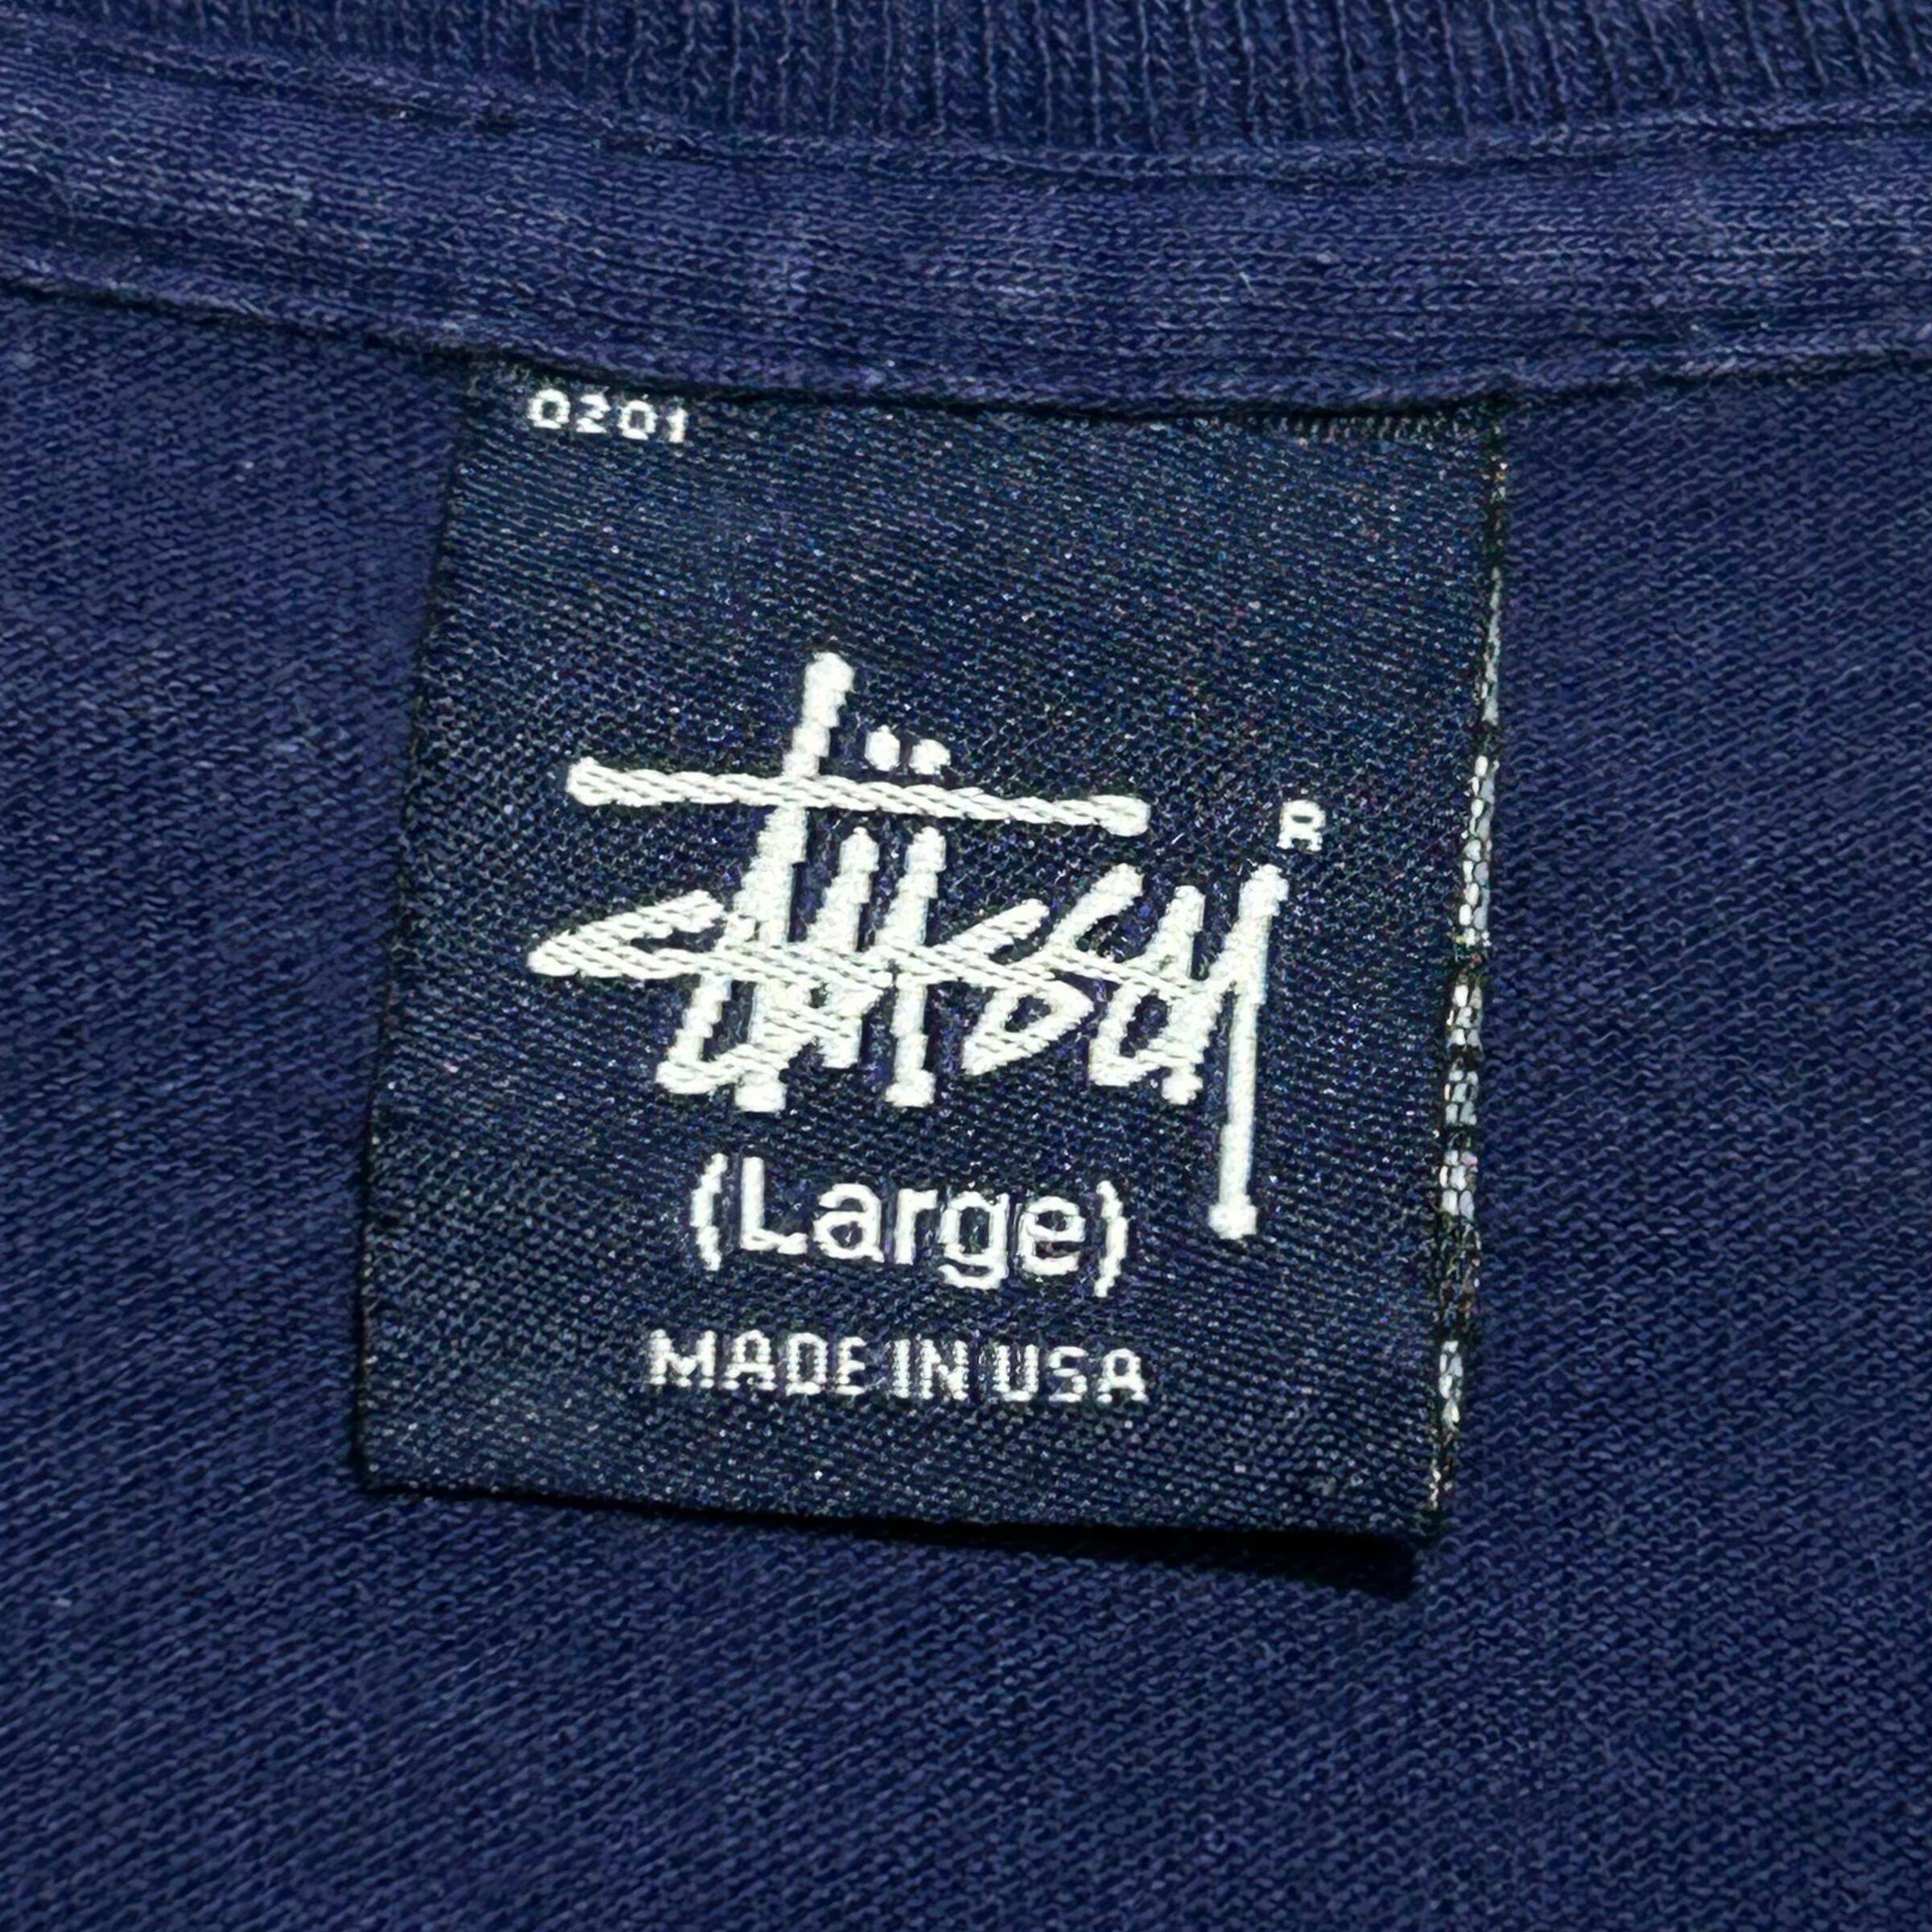 0201
Stüssy
R
(Large)
MADE IN USA